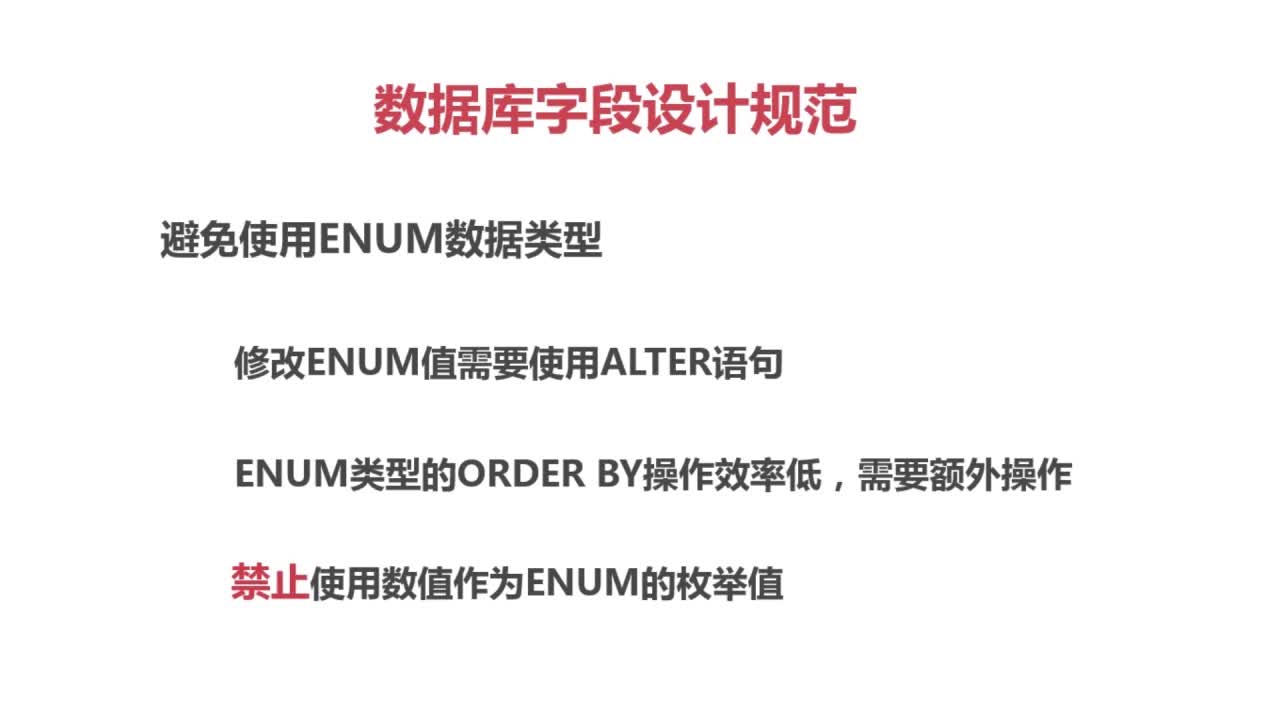 数据库字段设计规范
避免使用ENUM数据类型
修改ENUM值需要使用ALTER语句
ENUM类型的ORDER BY操作效率低，需要额外操作
禁止使用数值作为ENUM的枚举值